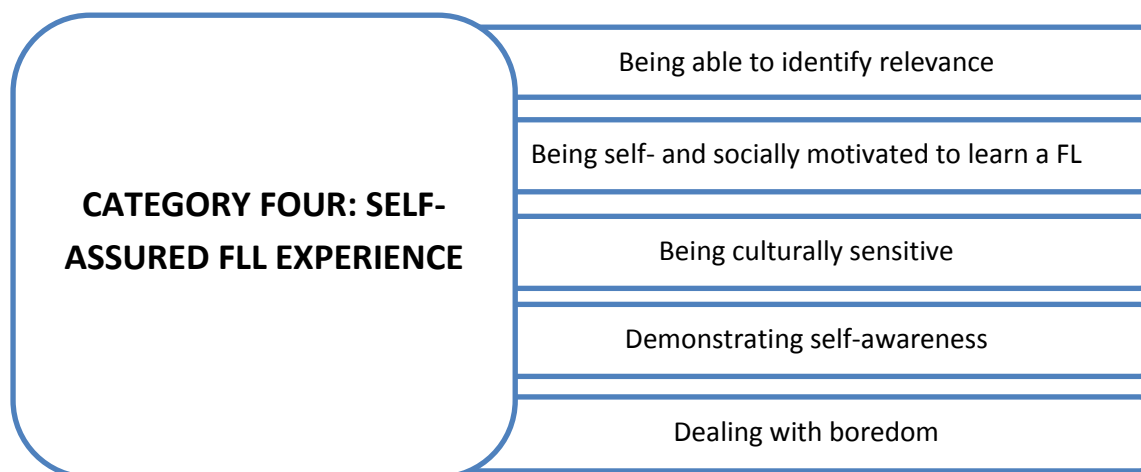 CATEGORY FOUR: SELF-
ASSURED FLL EXPERIENCE
Being able to identify relevance
Being self- and socially motivated to learn a FL
Being culturally sensitive
Demonstrating self-awareness
Dealing with boredom